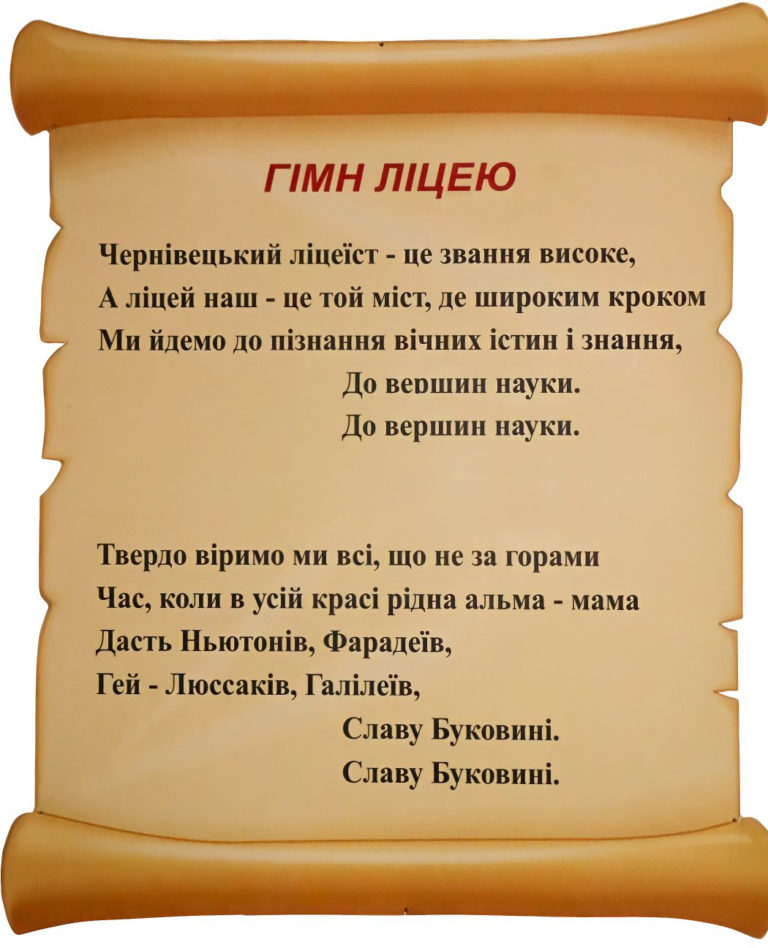 ГІМН ЛІЦЕЮ
Чернівецький ліцеїст - це звання високе,
А ліцей наш - це той міст, де широким кроком
Ми йдемо до пізнання вічних істин і знання,
До вершин науки.
До вершин науки.
Твердо віримо ми всі, що не за горами
Час, коли в усій красі рідна альма - мама
Дасть Ньютонів, Фарадеїв,
Гей - Люссаків, Галілеїв,
Славу Буковині.
Славу Буковині.